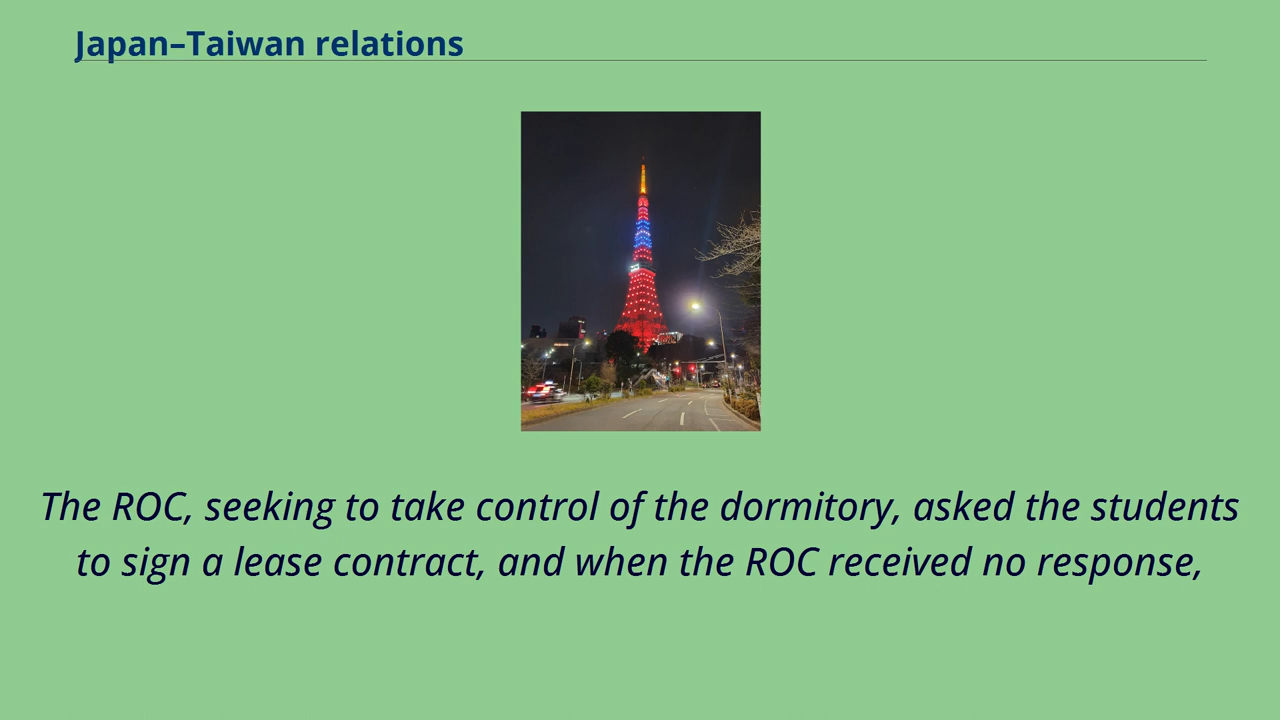 Japan–Taiwan relations
The ROC, seeking to take control of the dormitory, asked the students
to sign a lease contract, and when the ROC received no response,